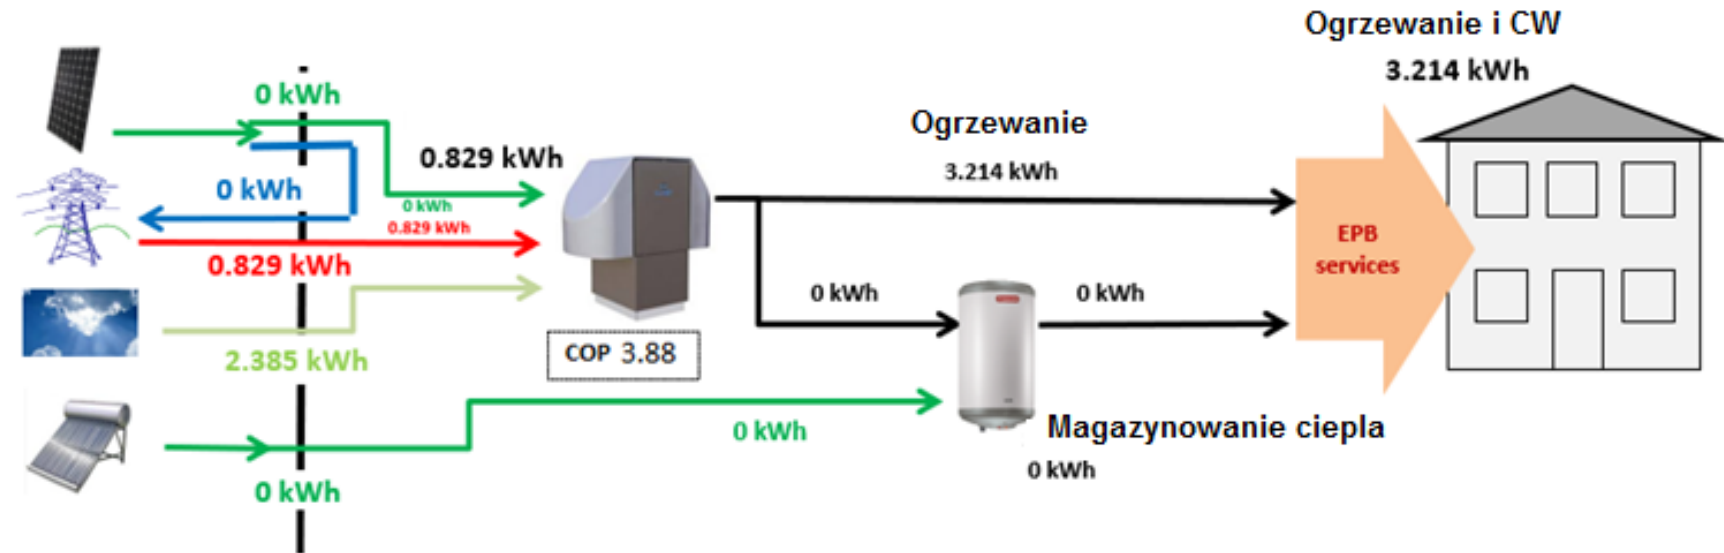 Ogrzewanie i CW
3.214 kWh
0 kWh
Ogrzewanie
0.829 kWh
3.214 kWh
0 kWh
0 kWh
0.829 kWh
0.829 kWh
EPB
services
0 kWh
0 kWh
COP 3.88
2.385 kWh
0 kWh
Magazynowanie ciepla
0 kWh
0 kWh